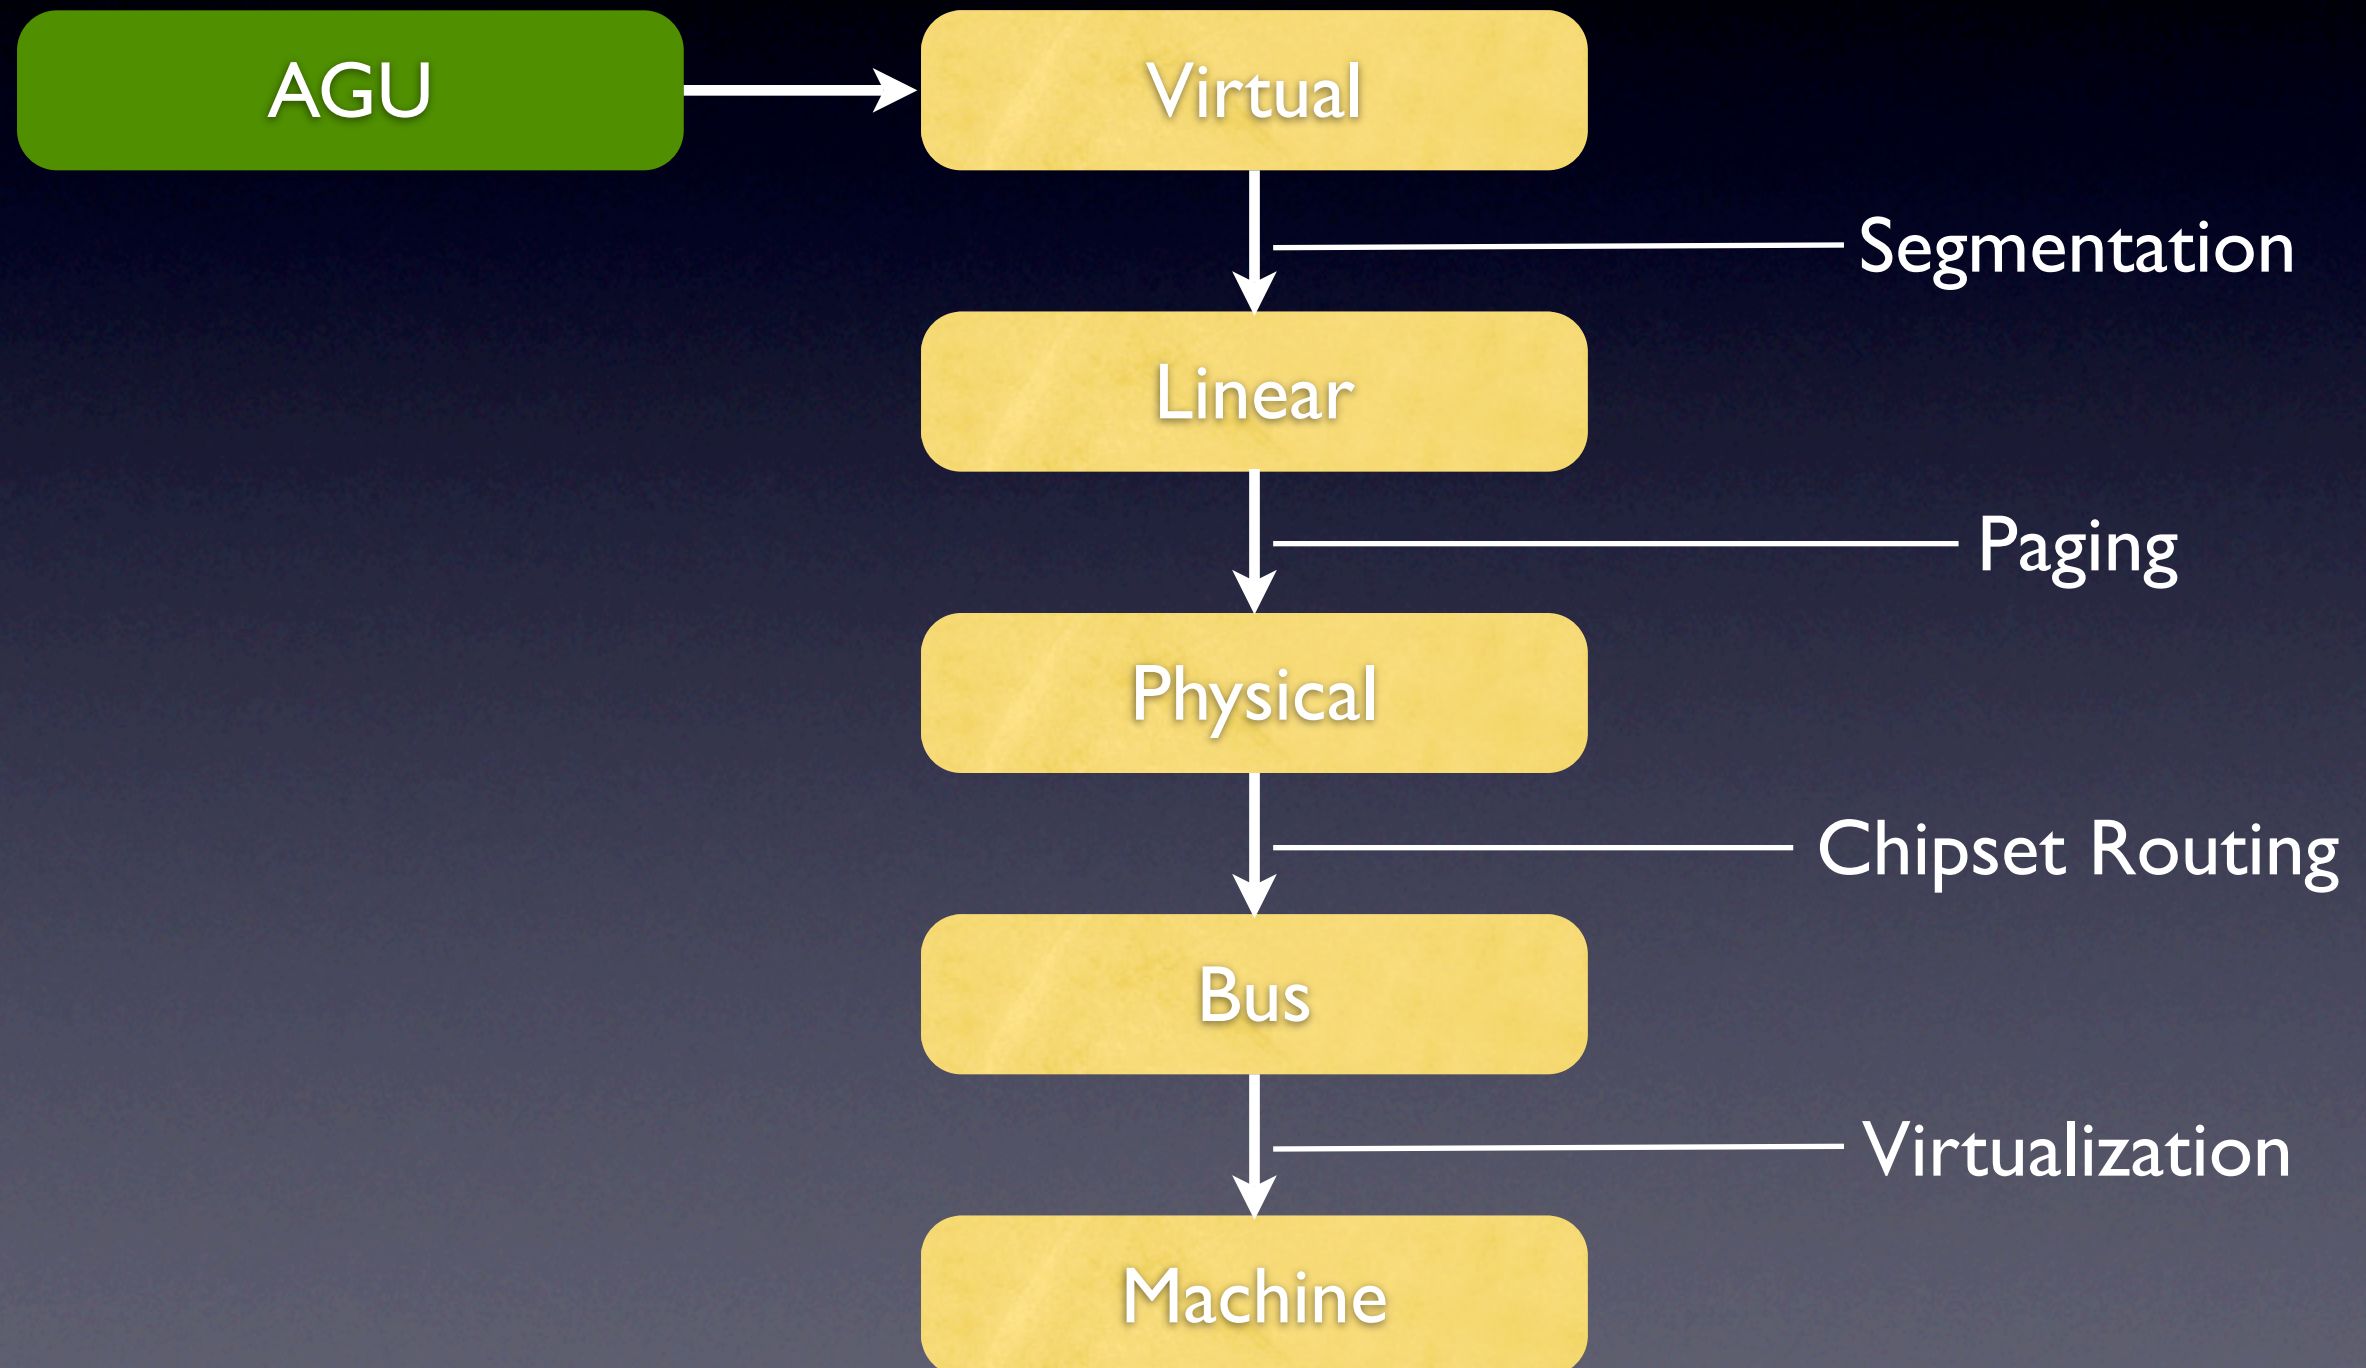 AGU
Virtual
Segmentation
Linear
Paging
Physical
Chipset Routing
Bus
Virtualization
Machine